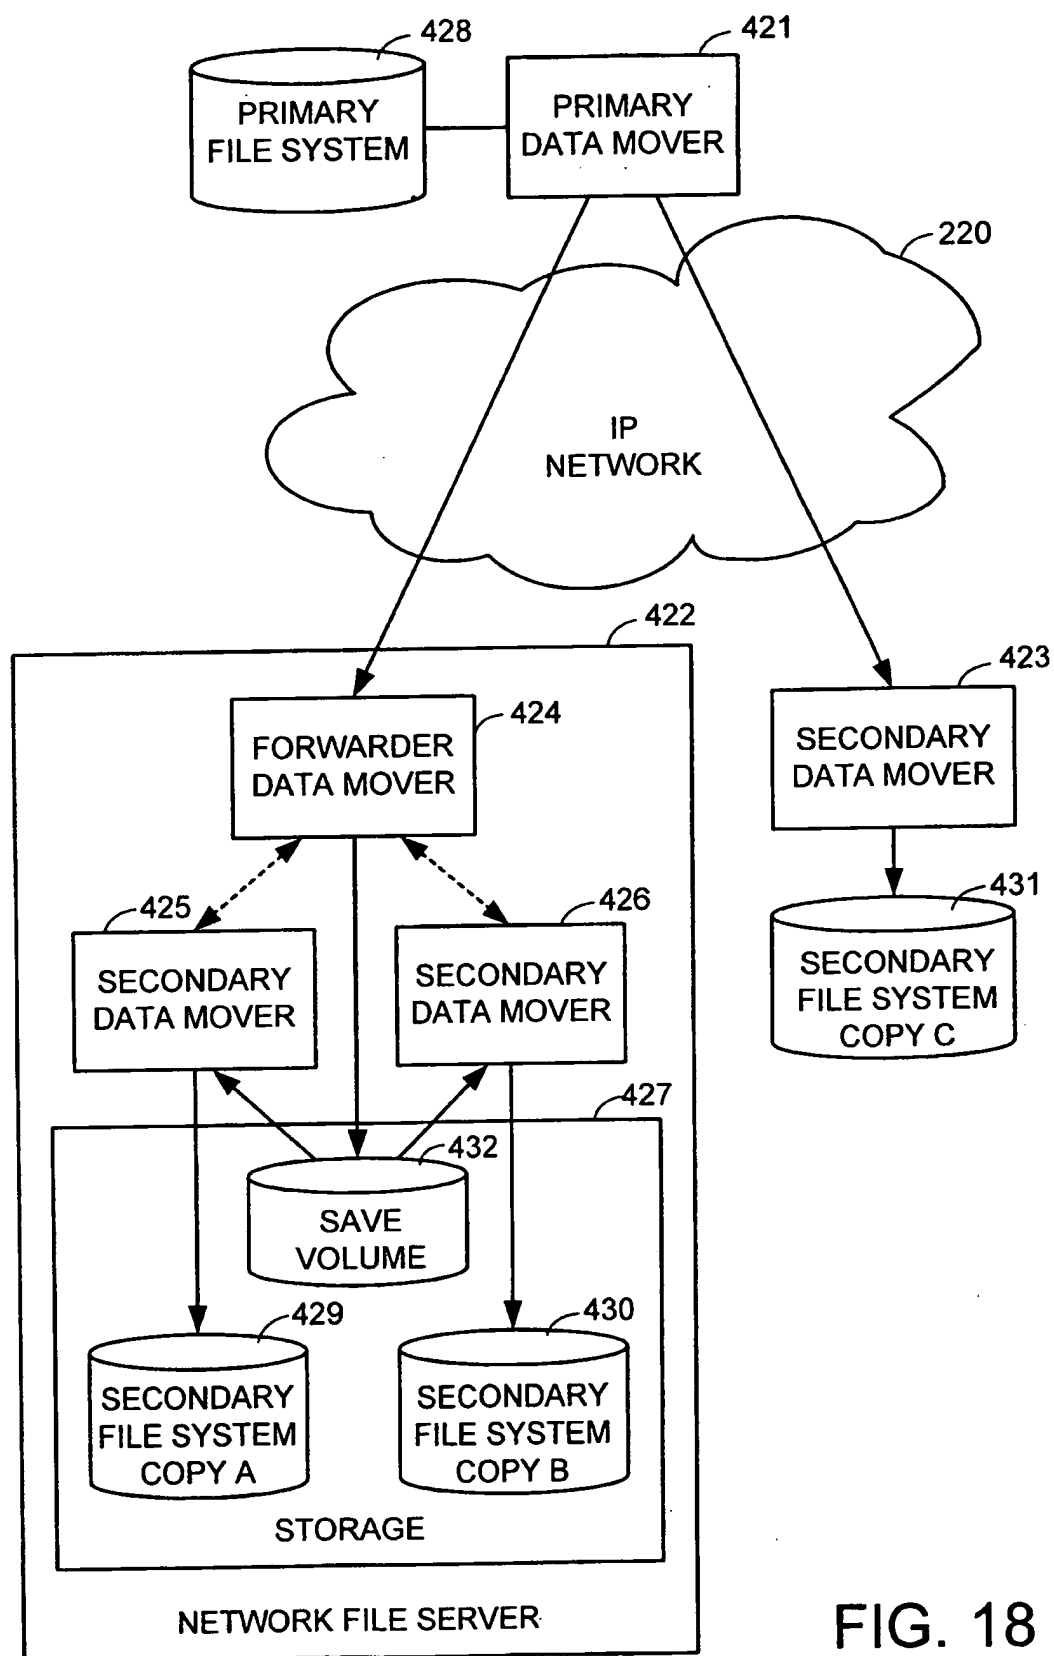 428
421
PRIMARY
FILE SYSTEM
PRIMARY
DATA MOVER
220
IP
NETWORK
422
423
424
FORWARDER
DATA MOVER
SECONDARY
DATA MOVER
425
426
431
SECONDARY
DATA MOVER
SECONDARY
DATA MOVER
SECONDARY
FILE SYSTEM
COPY C
427
432
SAVE
VOLUME
429
430
SECONDARY
FILE SYSTEM
COPY A
SECONDARY
FILE SYSTEM
COPY B
STORAGE
NETWORK FILE SERVER
FIG. 18